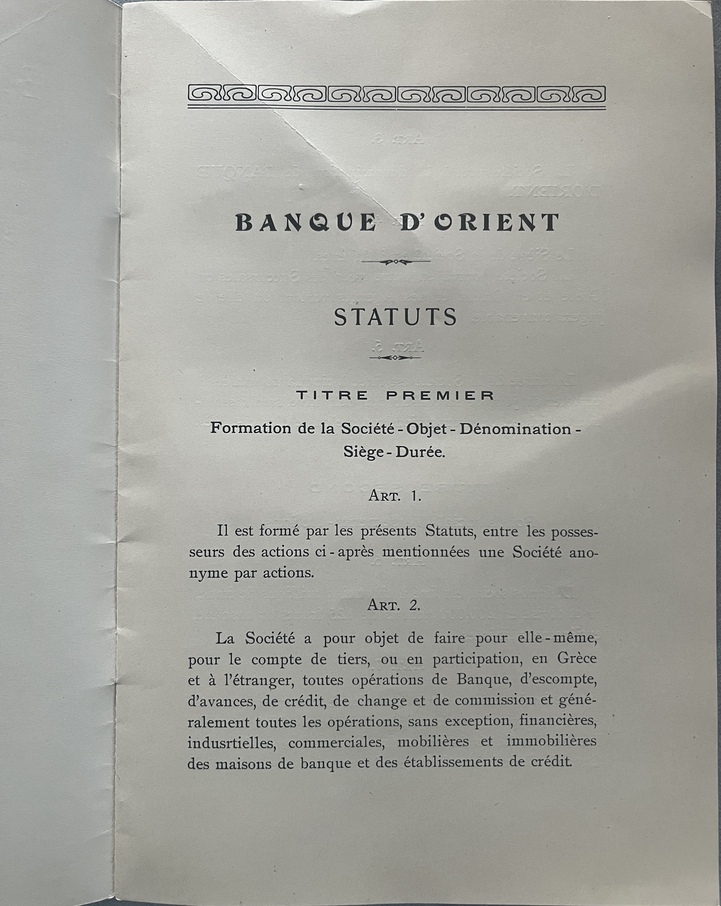 BANQUE D'ORIENT
STATUTS
TITRE PREMIER
Formation de la Société - Objet - Dénomination -
Siège - Durée.
ART. 1.
Il est formé par les présents Statuts, entre les posses-
seurs des actions ci-après mentionnées une Société ano-
nyme par actions.
ART. 2.
La Société a pour objet de faire pour elle-même,
pour le compte de tiers, ou en participation, en Grèce
et à l'étranger, toutes opérations de Banque, d'escompte,
d'avances, de crédit, de change et de commission et géné-
ralement toutes les opérations, sans exception, financières,
indusrtielles, commerciales, mobilières et immobilières
des maisons de banque et des établissements de crédit.